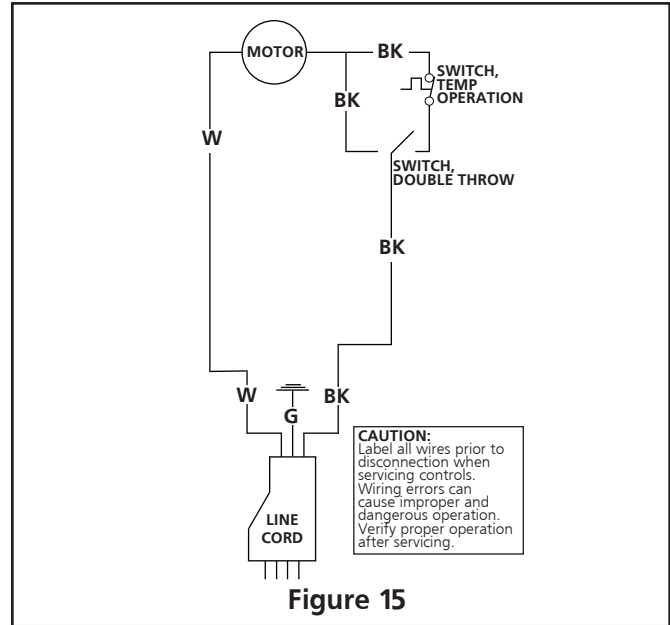 MOTOR
BK
SWITCH,
TEMP
OPERATION
BK
W
SWITCH,
DOUBLE THROW
BK
W
G
BK
LINE
CORD
CAUTION:
Label all wires prior to
disconnection when
servicing controls.
Wiring errors can
cause improper and
dangerous operation.
Verify proper operation
after servicing.
Figure 15